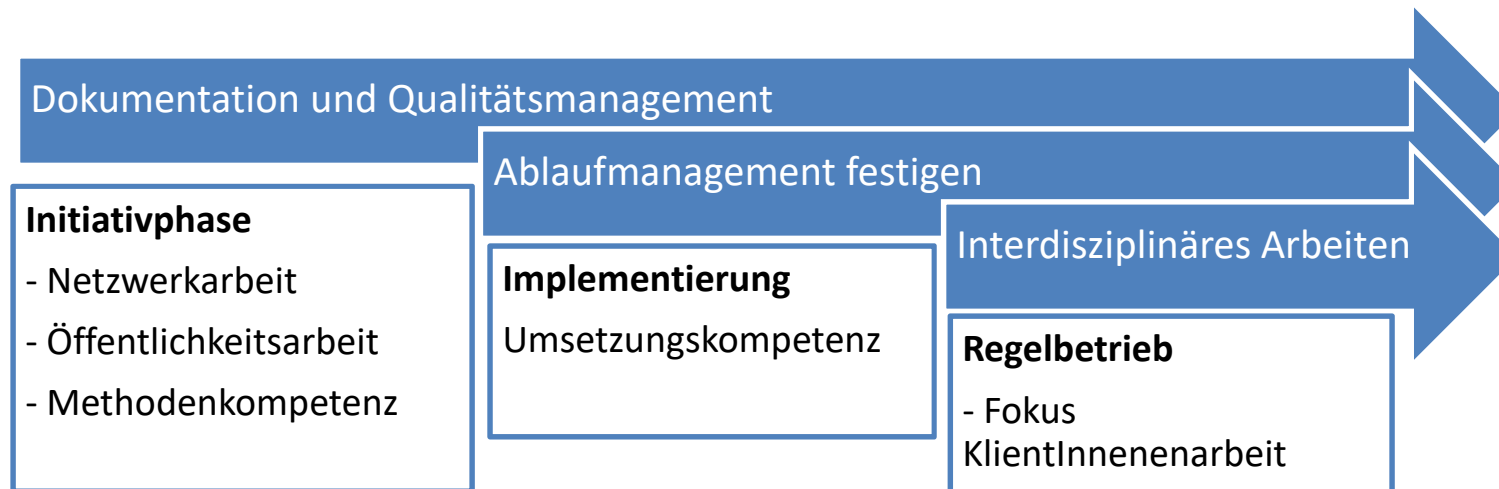 Dokumentation und Qualitätsmanagement
Ablaufmanagement festigen
Interdisziplinäres Arbeiten
Initiativphase
- Netzwerkarbeit
- Öffentlichkeitsarbeit
- Methodenkompetenz
Implementierung
Umsetzungskompetenz
Regelbetrieb
- Fokus
KlientInnenenarbeit